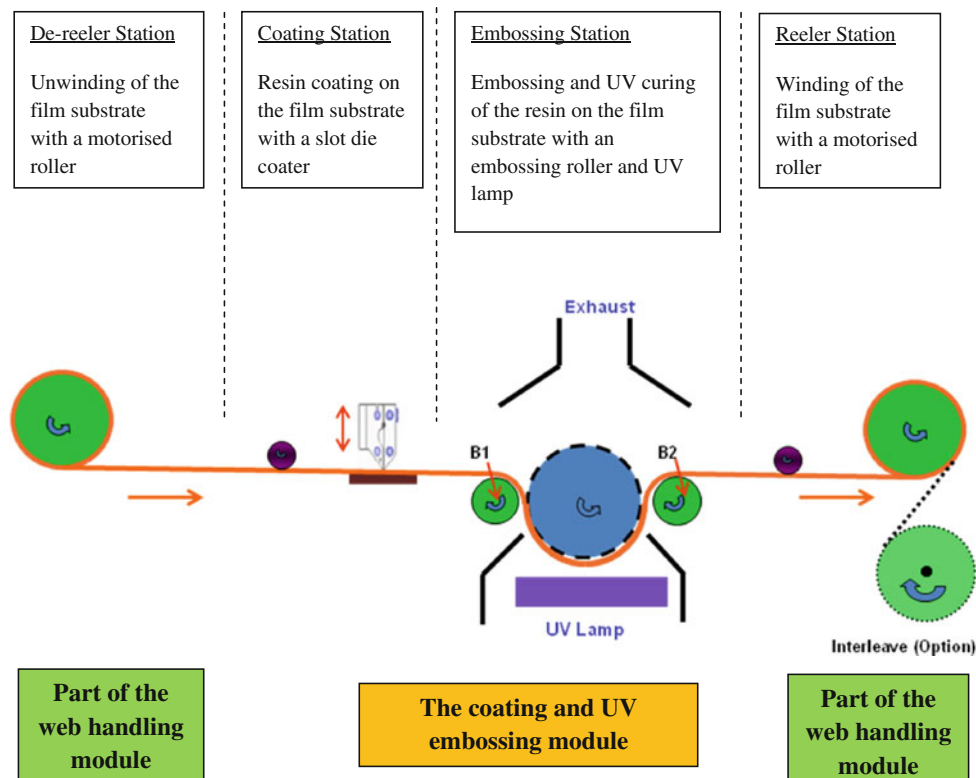 De-reeler Station
Unwinding of the
film substrate
with a motorised
roller
Coating Station
Resin coating on
the film substrate
with a slot die
coater
Embossing Station
Embossing and UV curing
of the resin on the film
substrate with an
embossing roller and UV
lamp
Reeler Station
Winding of the
film substrate
with a motorised
roller
Exhaust
B1
B2
UV Lamp
Interleave (Option)
Part of the
web handling
module
The coating and UV
embossing module
Part of the
web handling
module